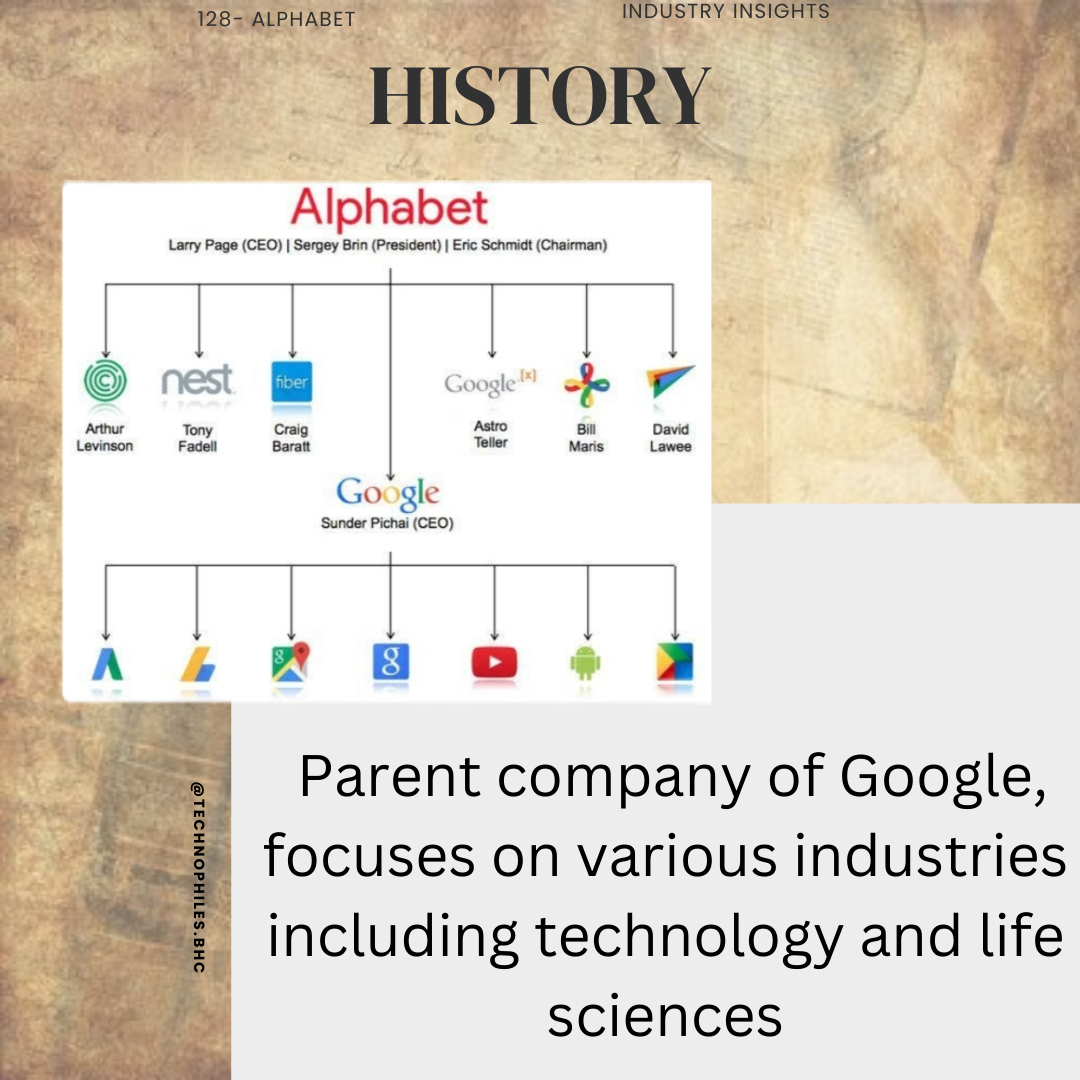 128- ALPHABET
INDUSTRY INSIGHTS
HISTORY
Alphabet
Larry Page (CEO) | Sergey Brin (President) | Eric Schmidt (Chairman)
nest
fiber
Google [x]
Arthur
Levinson
Tony
Fadell
Craig
Baratt
Astro
Teller
Bill
Maris
David
Lawee
Google
Sunder Pichai (CEO)
g
g
Parent company of Google,
focuses on various industries
including technology and life
sciences
@TECHNOPHILES.BHC